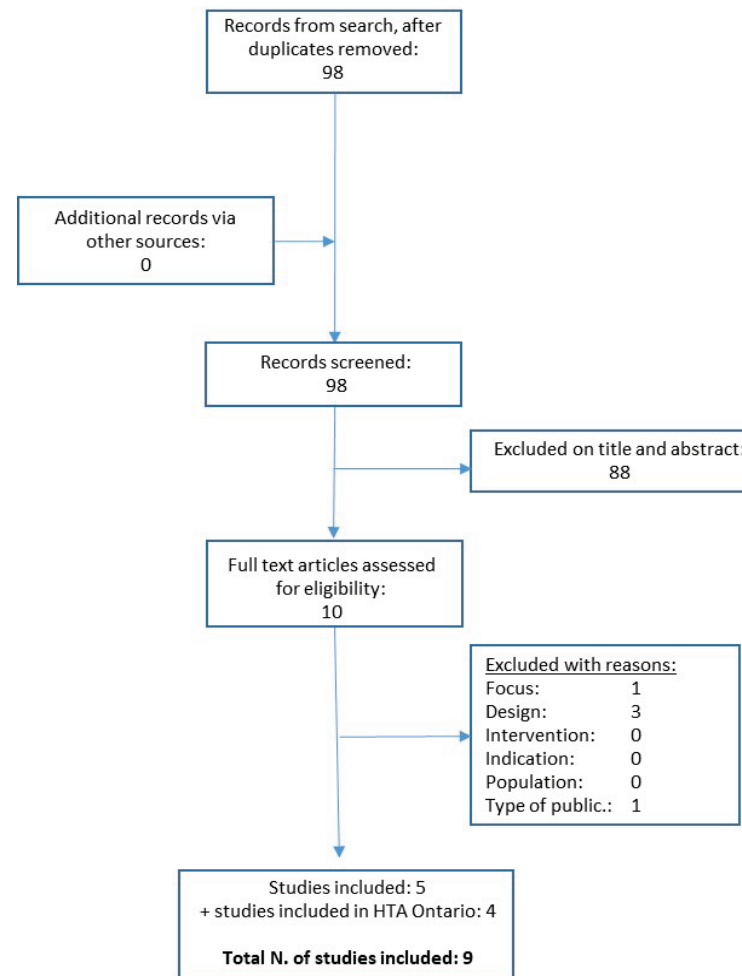 Records from search, after
duplicates removed:
98
Additional records via
other sources:
0
Records screened:
98
Excluded on title and abstract:
88
Full text articles assessed
for eligibility:
10
Excluded with reasons:
Focus: 1
Design: 3
Intervention: 0
Indication: 0
Population: 0
Type of public.: 1
Studies included: 5
+ studies included in HTA Ontario: 4
Total N. of studies included: 9